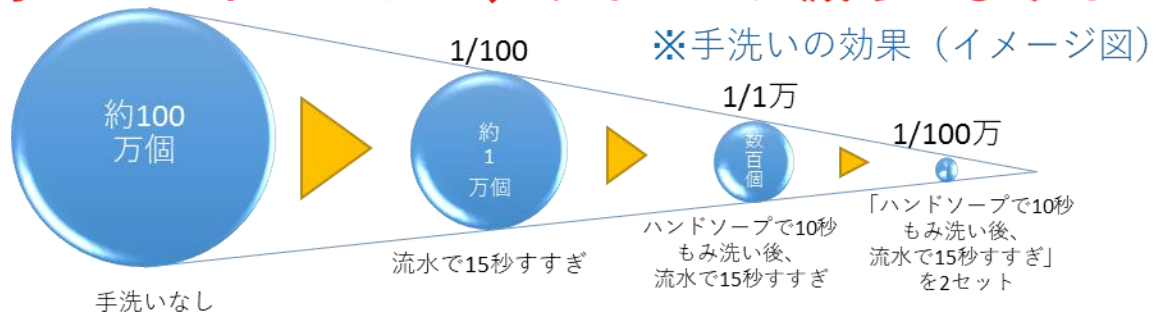 ※手洗いの効果（イメージ図）
約100
万個
手洗いなし
1/100
約
1
万個
流水で15秒すすぎ
1/1万
数
百
個
ハンドソープで10秒
もみ洗い後、
流水で15秒すすぎ
1/100万
「ハンドソープで10秒
もみ洗い後、
流水で15秒すすぎ」
を2セット